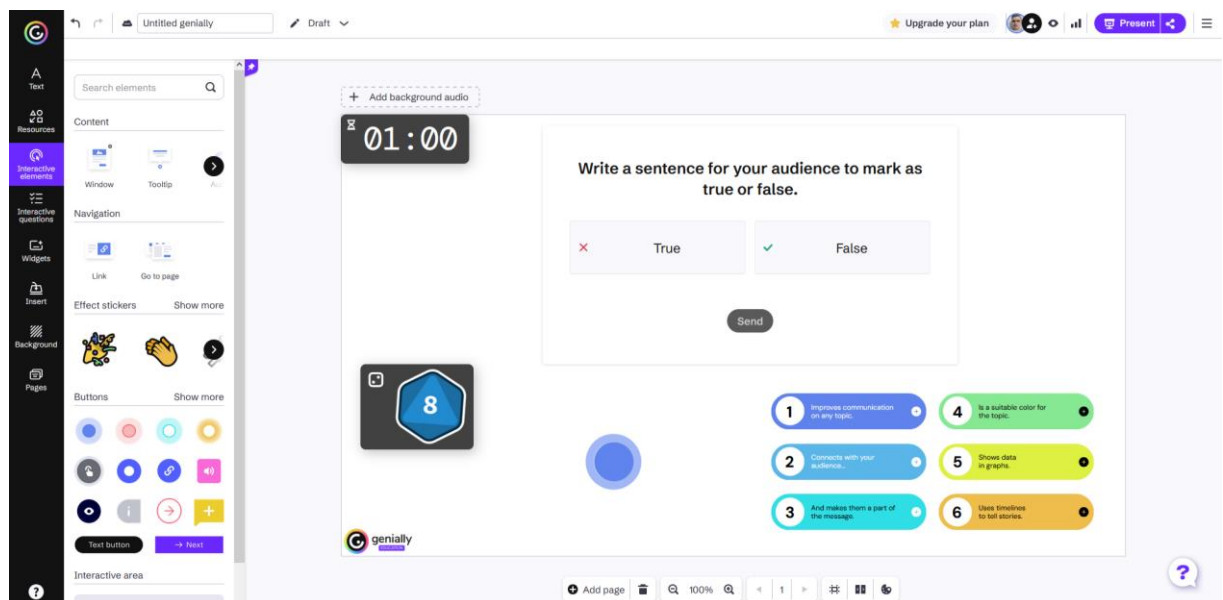 Untitled genially
Draft
Upgrade your plan
Present
Text
Resources
Interactive
elements
Interactive
questions
Widgets
Insert
Background
Pages
?
Search elements
Content
Window
Tooltip
Navigation
Link
Go to page
Effect stickers
Show more
Buttons
Show more
i
Text button
→ Next
Interactive area
+ Add background audio
01:00
Write a sentence for your audience to mark as
true or false.
True
False
Send
8
1
Improves communication
on any topic.
2
Connects with your
audience...
3
And makes them a part of
the message.
4
Is a suitable color for
the topic.
5
Shows data
in graphs.
6
Uses timelines
to tell stories.
genially
Add page
100%
1
?